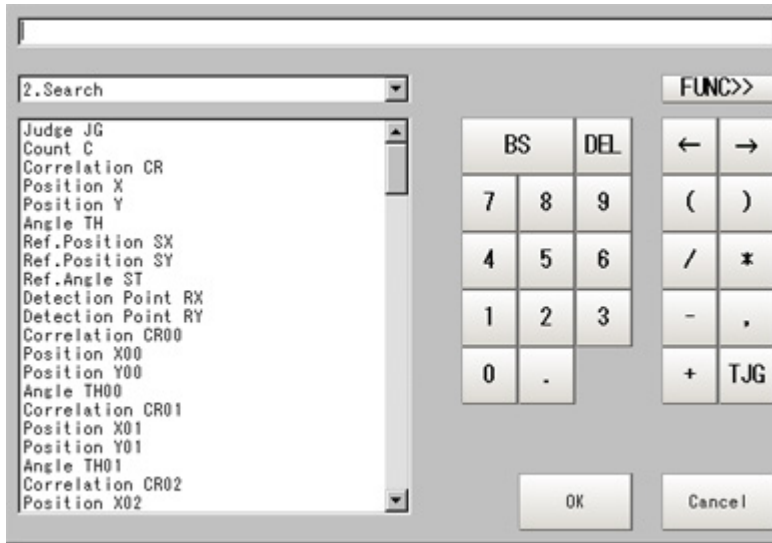 2.Search
FUNC>>
Judge JG
Count C
Correlation CR
Position X
Position Y
Angle TH
Ref.Position SX
Ref.Position SY
Ref.Angle ST
Detection Point RX
Detection Point RY
Correlation CR00
Position X00
Position Y00
Angle TH00
Correlation CR01
Position X01
Position Y01
Angle TH01
Correlation CR02
Position X02
BS DEL ← →
7 8 9 ( )
4 5 6 / *
1 2 3 - ,
0 . + TJG
OK Cancel